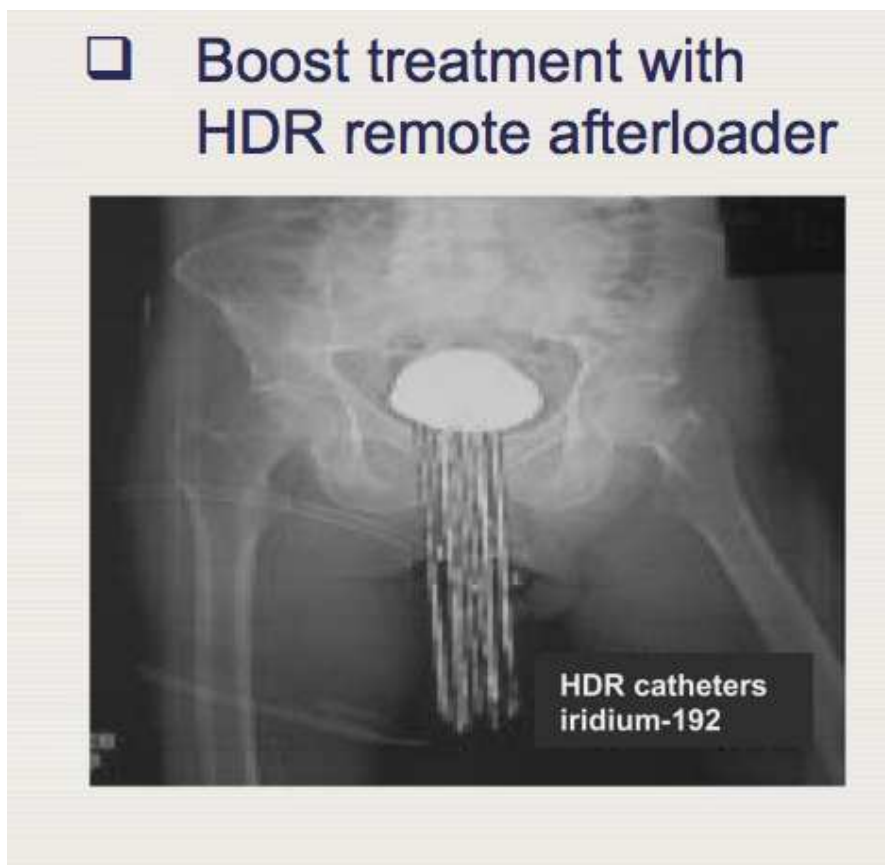 Boost treatment with
HDR remote afterloader
HDR catheters
iridium-192